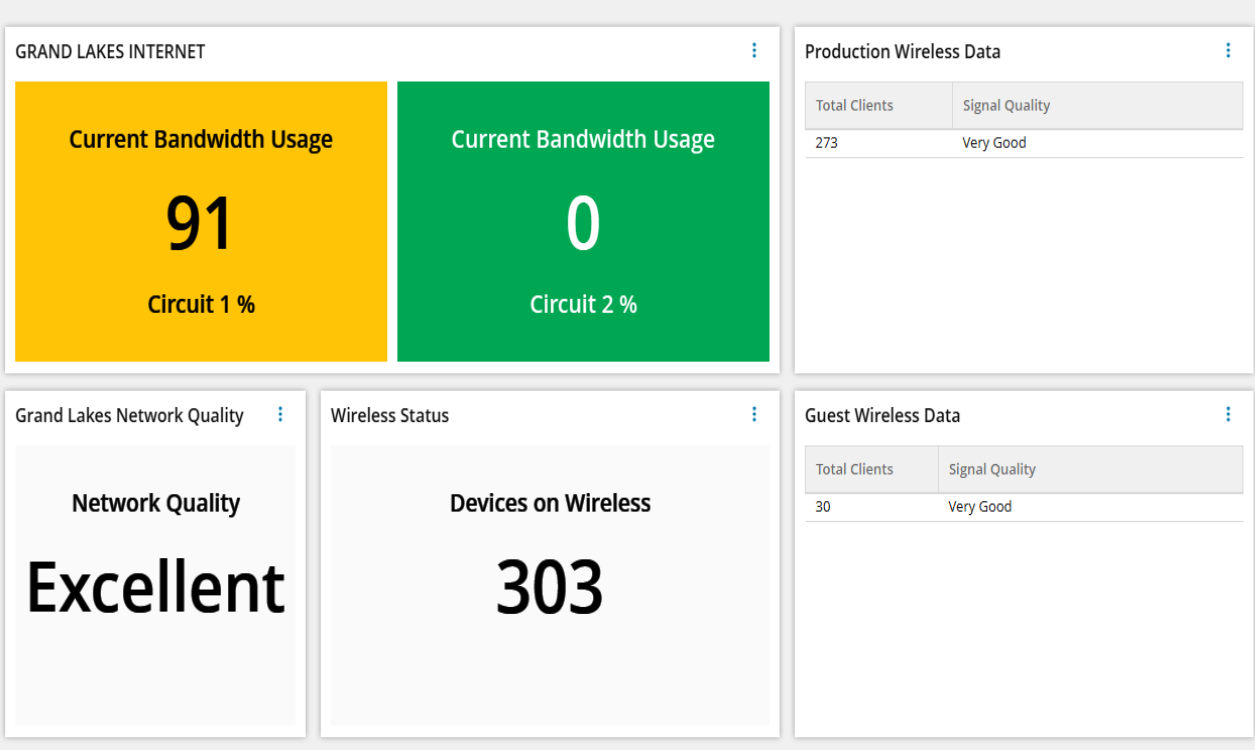 GRAND LAKES INTERNET
Current Bandwidth Usage
91
Circuit 1 %
Current Bandwidth Usage
0
Circuit 2 %
Production Wireless Data
Total Clients Signal Quality
273 Very Good
Grand Lakes Network Quality
Network Quality
Excellent
Wireless Status
Devices on Wireless
303
Guest Wireless Data
Total Clients Signal Quality
30 Very Good